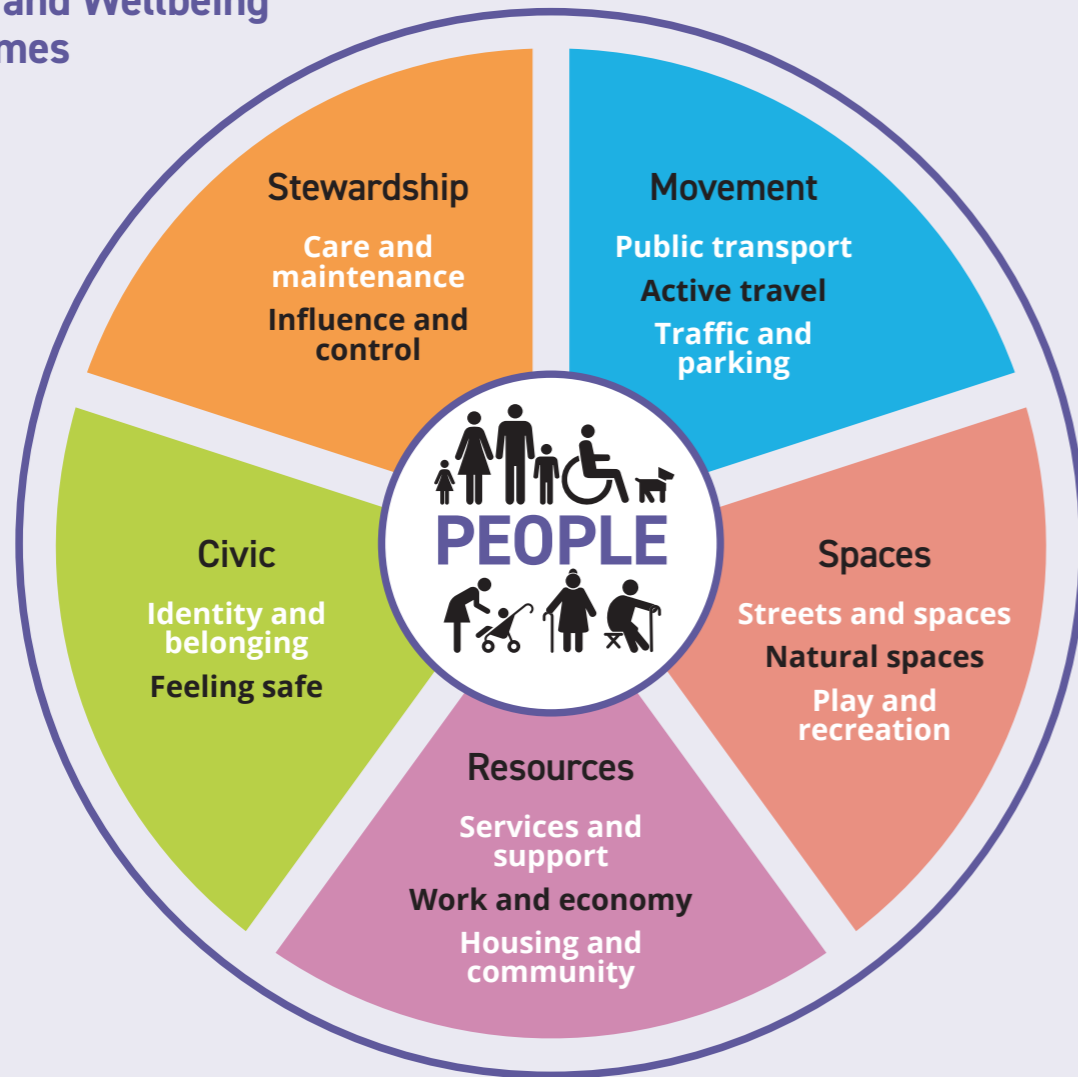 and Wellbeing
mes
Stewardship
Care and
maintenance
Influence and
control
Movement
Public transport
Active travel
Traffic and
parking
Civic
Identity and
belonging
Feeling safe
PEOPLE
Spaces
Streets and spaces
Natural spaces
Play and
recreation
Resources
Services and
support
Work and economy
Housing and
community